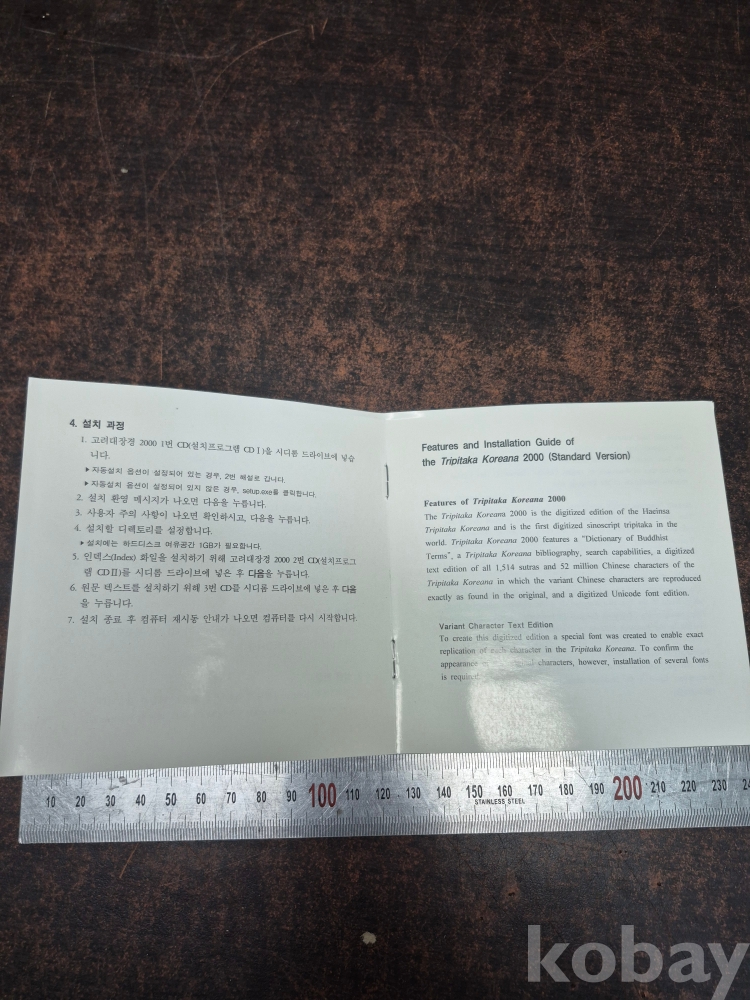 4. 설치 과정
1. 고려대장경 2000 1번 CD(설치프로그램 CD I)을 시디롬 드라이브에 넣습
니다.
▶자동설치 옵션이 설정되어 있는 경우, 2번 해설로 갑니다.
▶자동설치 옵션이 설정되어 있지 않은 경우, setup.exe를 클릭합니다.
2. 설치 환영 메시지가 나오면 다음을 누릅니다.
3. 사용자 주의 사항이 나오면 확인하시고, 다음을 누릅니다.
4. 설치할 디렉토리를 설정합니다.
▶설치에는 하드디스크 여유공간 1GB가 필요합니다.
5. 인덱스(Index) 화일을 설치하기 위해 고려대장경 2000 2번 CD(설치프로그
램 CDⅡ)를 시디롬 드라이브에 넣은 후 다음을 누릅니다.
6. 원문 텍스트를 설치하기 위해 3번 CD를 시디롬 드라이브에 넣은 후 다음
을 누릅니다.
7. 설치 종료 후 컴퓨터 재시동 안내가 나오면 컴퓨터를 다시 시작합니다.
Features and Installation Guide of
the Tripitaka Koreana 2000 (Standard Version)
Features of Tripitaka Koreana 2000
The Tripitaka Koreana 2000 is the digitized edition of the Haeinsa
Tripitaka Koreana and is the first digitized sinoscript tripitaka in the
world. Tripitaka Koreana 2000 features a "Dictionary of Buddhist
Terms", a Tripitaka Koreana bibliography, search capabilities, a digitized
text edition of all 1,514 sutras and 52 million Chinese characters of the
Tripitaka Koreana in which the variant Chinese characters are reproduced
exactly as found in the original, and a digitized Unicode font edition.
Variant Character Text Edition
To create this digitized edition a special font was created to enable exact
replication of each character in the Tripitaka Koreana. To confirm the
appearance original characters, however, installation of several fonts
is required.
10 20 30 40 50 60 70 80 90 100 110 120 130 140 150 160 170 180 190 200 210 220 230
STAINLESS STEEL
kobay